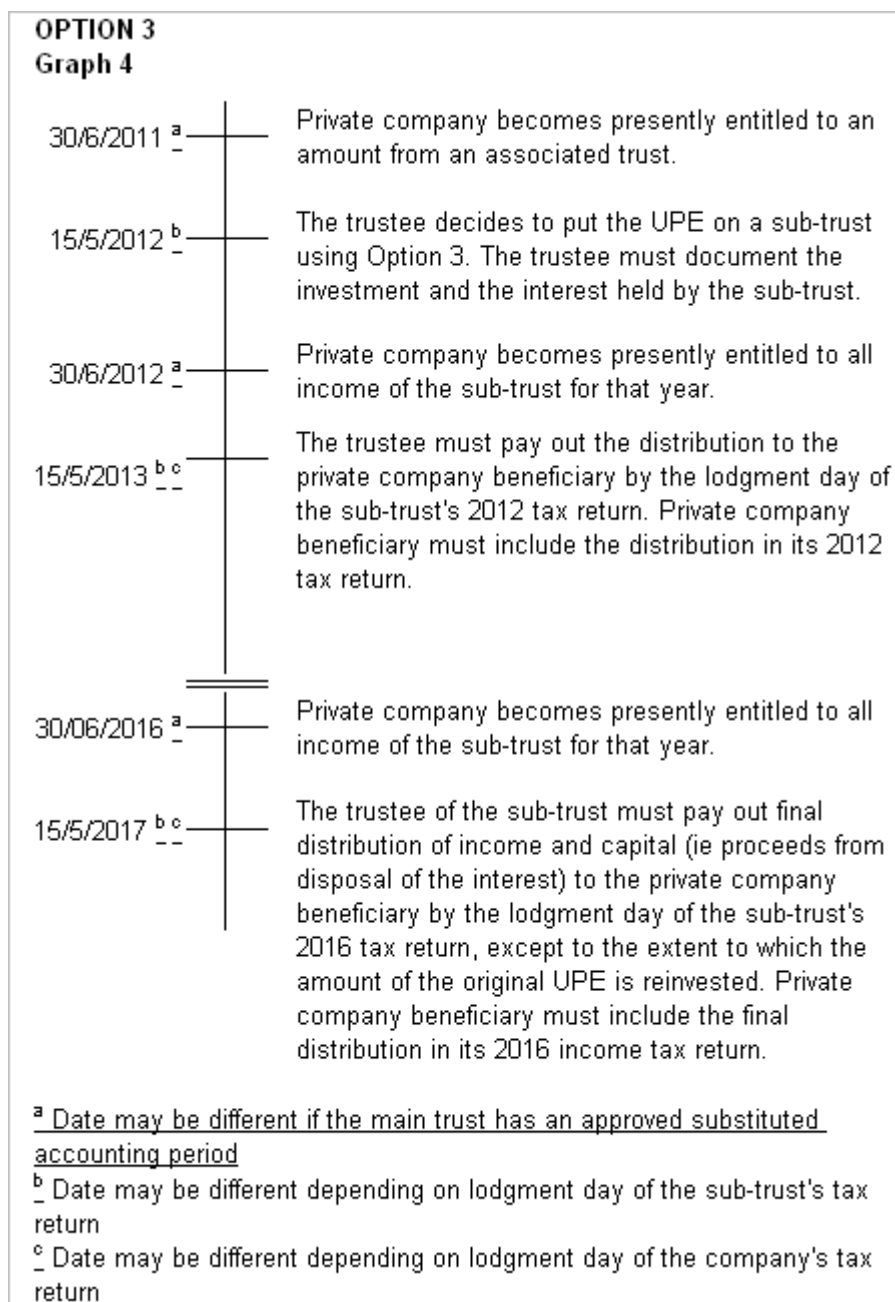 OPTION 3
Graph 4
30/6/2011 a
Private company becomes presently entitled to an
amount from an associated trust.
15/5/2012 b
The trustee decides to put the UPE on a sub-trust
using Option 3. The trustee must document the
investment and the interest held by the sub-trust.
30/6/2012 a
Private company becomes presently entitled to all
income of the sub-trust for that year.
15/5/2013 b c
The trustee must pay out the distribution to the
private company beneficiary by the lodgment day of
the sub-trust's 2012 tax return. Private company
beneficiary must include the distribution in its 2012
tax return.
30/06/2016 a
Private company becomes presently entitled to all
income of the sub-trust for that year.
15/5/2017 b c
The trustee of the sub-trust must pay out final
distribution of income and capital (ie proceeds from
disposal of the interest) to the private company
beneficiary by the lodgment day of the sub-trust's
2016 tax return, except to the extent to which the
amount of the original UPE is reinvested. Private
company beneficiary must include the final
distribution in its 2016 income tax return.
a Date may be different if the main trust has an approved substituted
accounting period
b Date may be different depending on lodgment day of the sub-trust's tax
return
c Date may be different depending on lodgment day of the company's tax
return